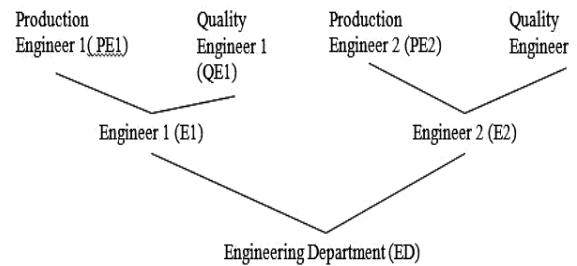 Production
Engineer 1( PE1)
Quality
Engineer 1
(QE1)
Production
Engineer 2 (PE2)
Quality
Engineer
Engineer 1 (E1)
Engineer 2 (E2)
Engineering Department (ED)